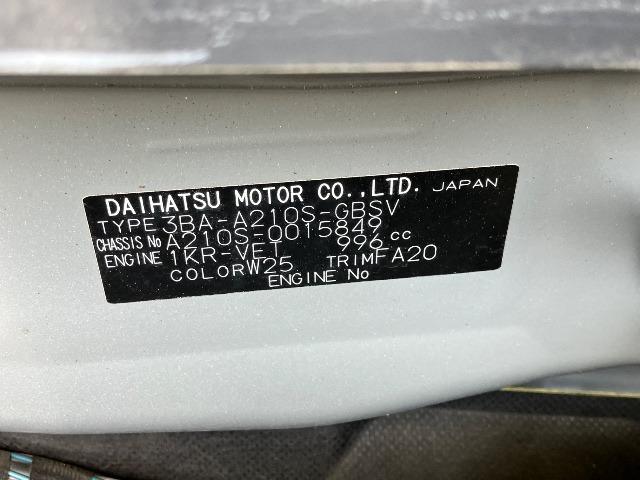 DAIHATSU MOTOR CO.,LTD. JAPAN
TYPE 3BA-A210S-GBSV
CHASSIS No A210S-0015849
ENGINE 1KR-VET 996 cc
COLOR W25 TRIM FA20
ENGINE No